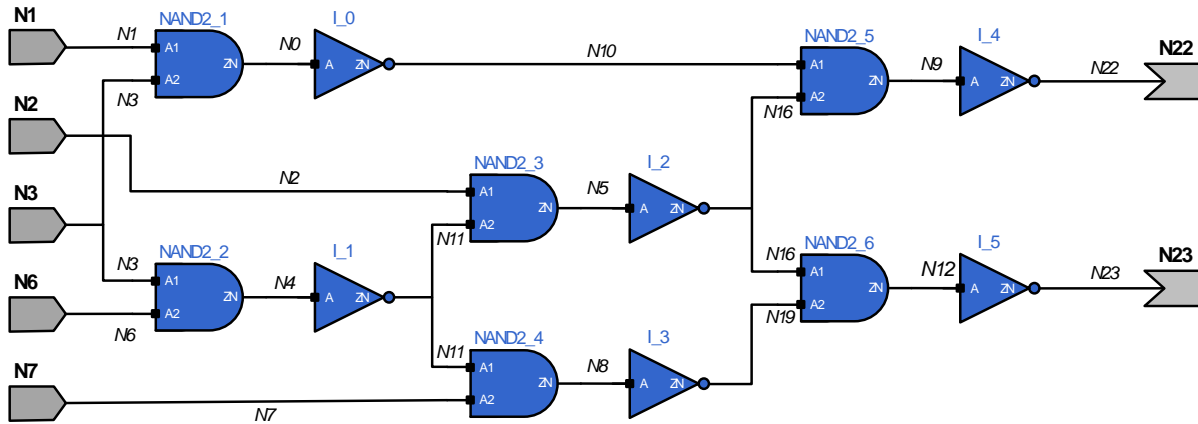 N1
NAND2_1
I_0
N1
A1
A2
ZN
N0
A
ZN
N10
N3
NAND2_5
I_4
A1
A2
ZN
N9
A
ZN
N22
N22
N16
N2
N2
NAND2_3
I_2
A1
A2
ZN
N5
A
ZN
N11
N3
N3
NAND2_2
I_1
A1
A2
ZN
N4
A
ZN
N6
N6
N16
NAND2_6
I_5
A1
A2
ZN
N12
A
ZN
N23
N23
N19
N11
NAND2_4
I_3
A1
A2
ZN
N8
A
ZN
N7
N7